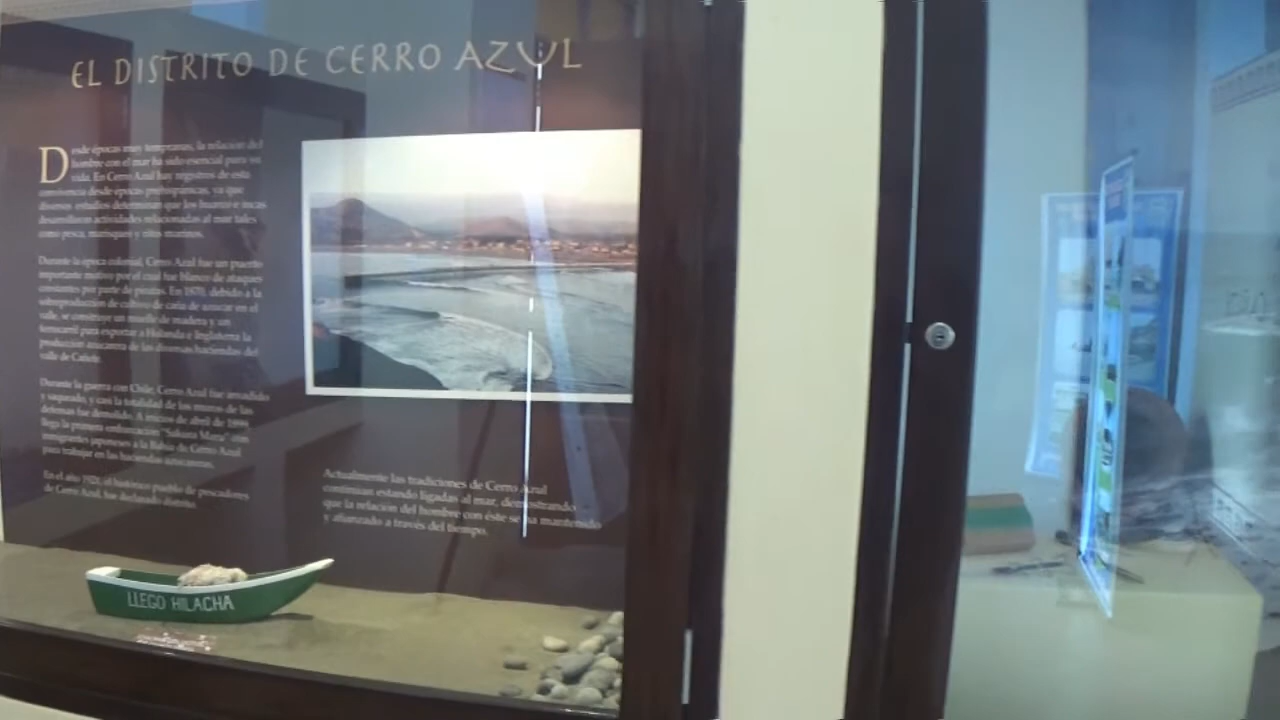 EL DISTRITO DE CERRO AZUL
Desde épocas muy tempranas, la relación del
hombre con el mar ha sido esencial para su
vida. En Cerro Azul hay registros de esta
convivencia desde épocas prehispánicas, ya que
diversos estudios determinan que los huarco e incas
desarrollaron actividades relacionadas al mar tales
como pesca, marisqueo y ritos marinos.
Durante la época colonial, Cerro Azul fue un puerto
importante motivo por el cual fue blanco de ataques
constantes por parte de piratas. En 1870, debido a la
sobreproducción de cultivo de caña de azúcar en el
valle, se construye un muelle de madera y un
ferrocarril para exportar a Holanda e Inglaterra la
producción azucarera de las diversas haciendas del
valle de Cañete.
Durante la guerra con Chile, Cerro Azul fue invadido
y saqueado, y casi la totalidad de los muros de las
defensas fue demolido. A inicios de abril de 1899,
llega la primera embarcación "Sakura Maru" con
inmigrantes japoneses a la Bahía de Cerro Azul
para trabajar en las haciendas azucareras.
En el año 1921, el histórico pueblo de pescadores
de Cerro Azul, fue declarado distrito.
Actualmente las tradiciones de Cerro Azul
continúan estando ligadas al mar, demostrando
que la relación del hombre con éste se ha mantenido
y afianzado a través del tiempo.
LLEGO HILACHA